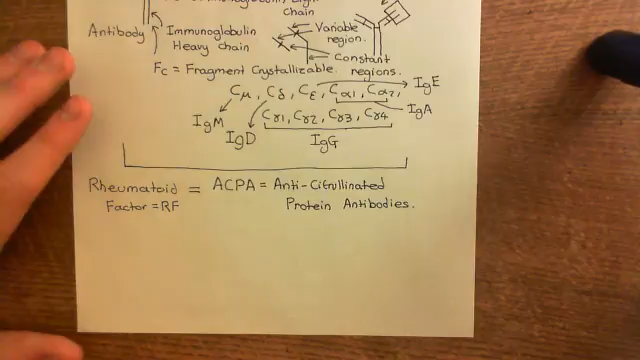 Chain
Antibody
Immunoglobulin
Heavy chain
Variable
region.
Constant
regions.
Fc = Fragment Crystallizable
Cμ, Cδ, Cε, Cα1, Cα2,
IgE
IgA
IgM
IgD
Cγ1, Cγ2, Cγ3, Cγ4
IgG
Rheumatoid = ACPA = Anti-Citrullinated
Factor = RF
Protein Antibodies.